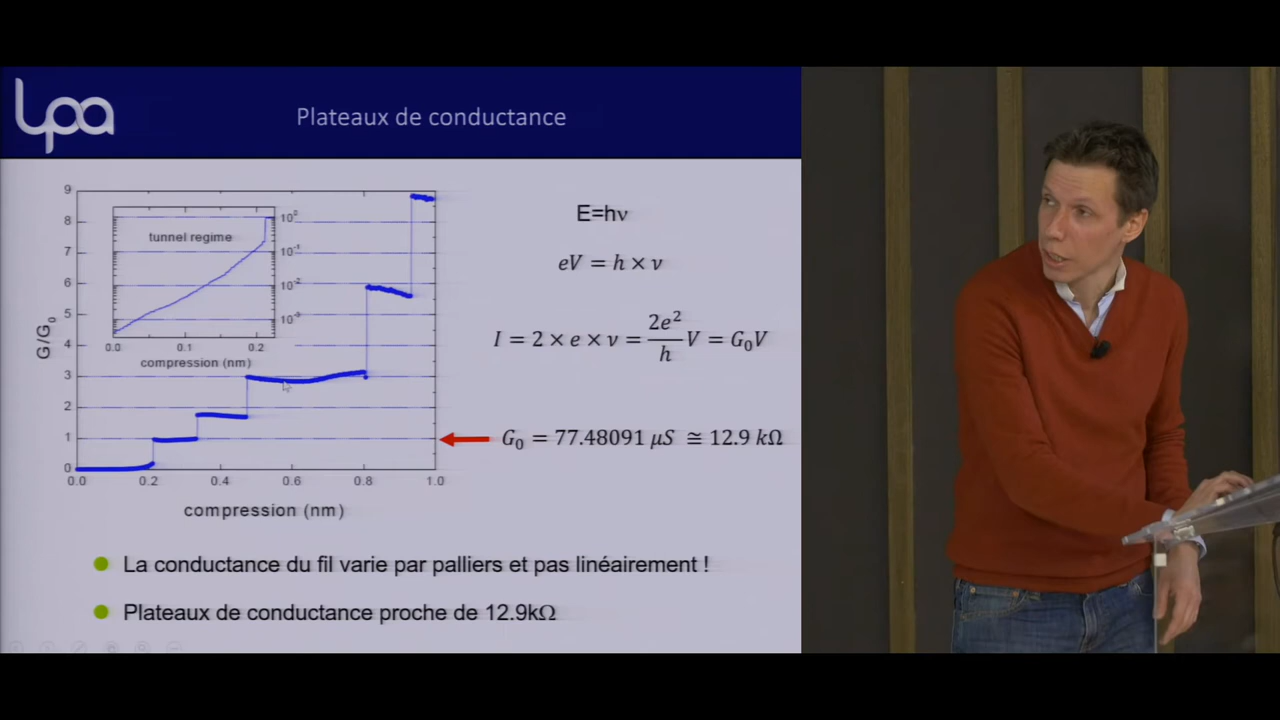 lpa
Plateaux de conductance
9
8
7
6
5
4
3
2
1
0
G/G₀
0.0
0.2
0.4
0.6
0.8
1.0
compression (nm)
tunnel regime
10⁰
10⁻¹
10⁻²
10⁻³
0.0
0.1
0.2
compression (nm)
E=hν
eV = h × ν
I = 2 × e × ν = 2e²/h V = G₀V
G₀ = 77.48091 μS ≅ 12.9 kΩ
La conductance du fil varie par palliers et pas linéairement !
Plateaux de conductance proche de 12.9kΩ